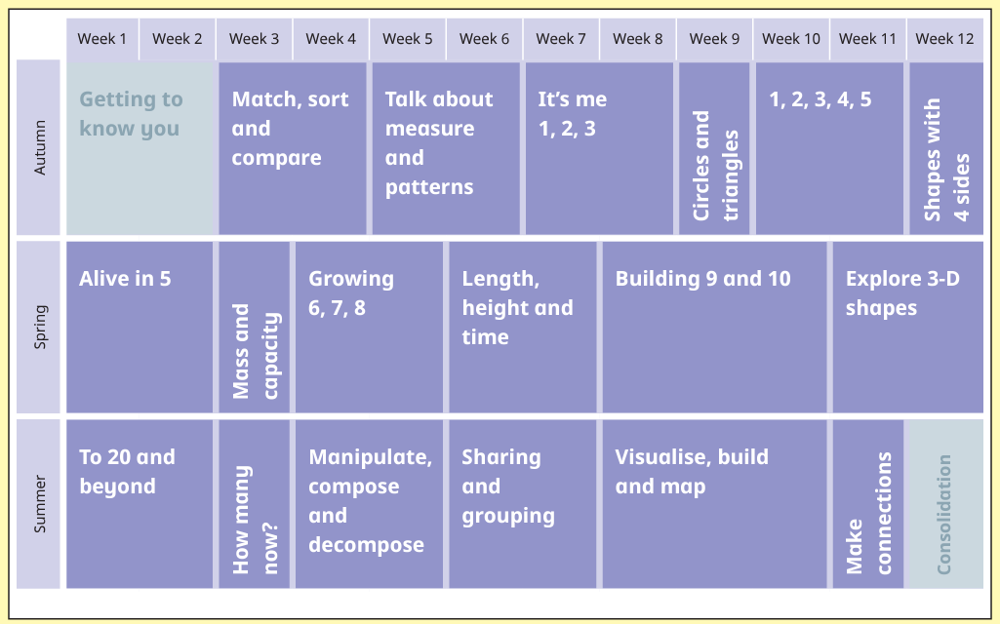 Week 1 Week 2 Week 3 Week 4 Week 5 Week 6 Week 7 Week 8 Week 9 Week 10 Week 11 Week 12
Autumn
Getting to
know you
Match, sort
and
compare
Talk about
measure
and
patterns
It’s me
1, 2, 3
Circles and
triangles
1, 2, 3, 4, 5
Shapes with
4 sides
Spring
Alive in 5
Mass and
capacity
Growing
6, 7, 8
Length,
height and
time
Building 9 and 10
Explore 3-D
shapes
Summer
To 20 and
beyond
How many
now?
Manipulate,
compose
and
decompose
Sharing
and
grouping
Visualise, build
and map
Make
connections
Consolidation